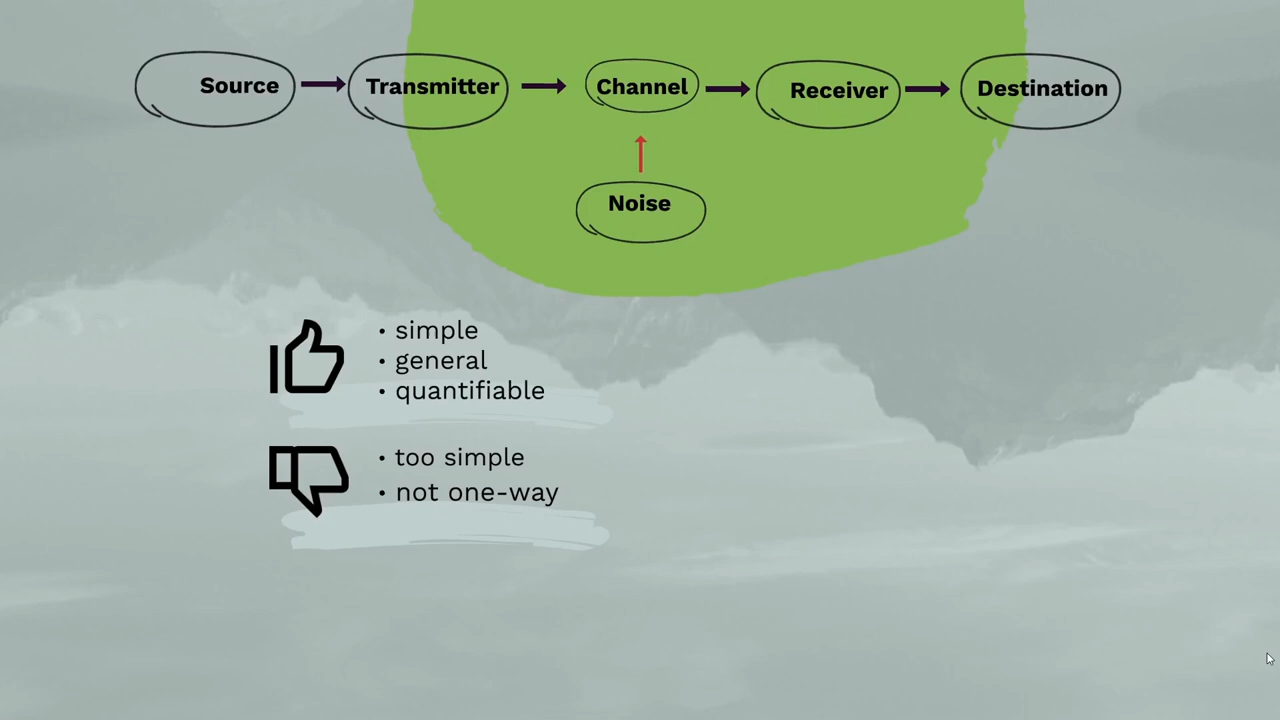 Source Transmitter Channel Receiver Destination
Noise
• simple
• general
• quantifiable
• too simple
• not one-way